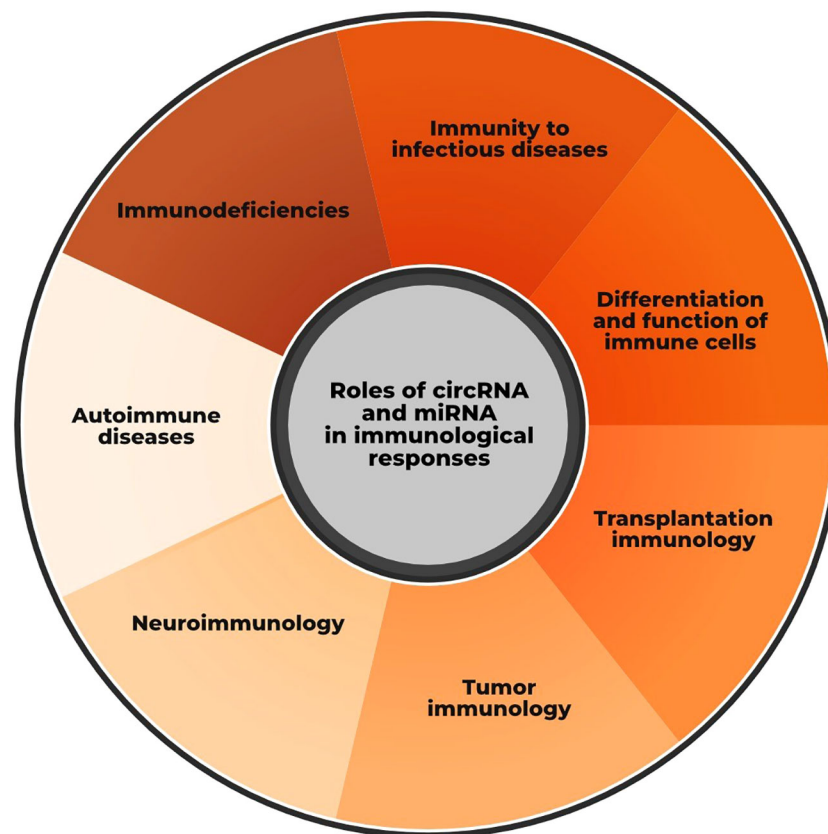 Immunity to
infectious diseases
Immunodeficiencies
Differentiation
and function of
immune cells
Roles of circRNA
and miRNA
in immunological
responses
Autoimmune
diseases
Transplantation
immunology
Neuroimmunology
Tumor
immunology